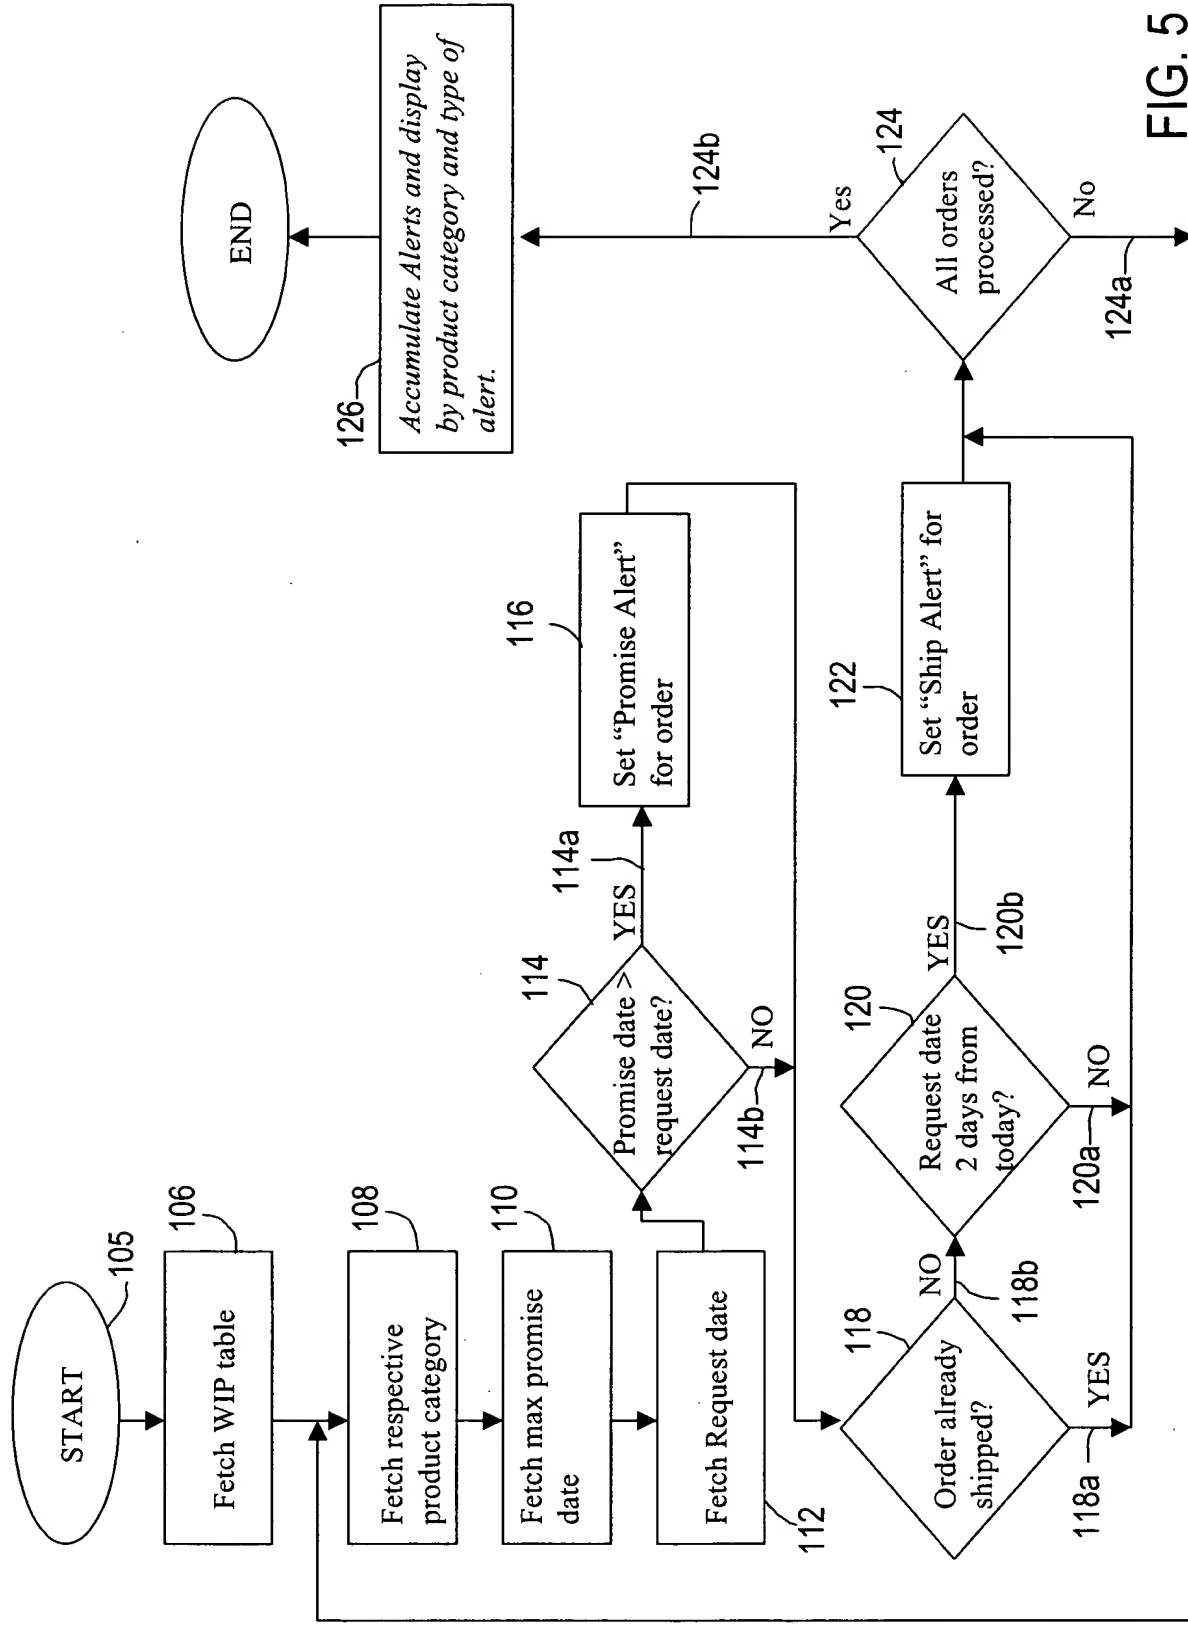 START
105
Fetch WIP table
106
Fetch respective
product category
108
Fetch max promise
date
110
Fetch Request date
112
Promise date >
request date?
114
YES
114a
NO
114b
Set “Promise Alert”
for order
116
Order already
shipped?
118
YES
118a
NO
118b
Request date
2 days from
today?
120
NO
120a
YES
120b
Set “Ship Alert” for
order
122
All orders
processed?
124
No
124a
Yes
124b
Accumulate Alerts and display
by product category and type of
alert.
126
END
FIG. 5